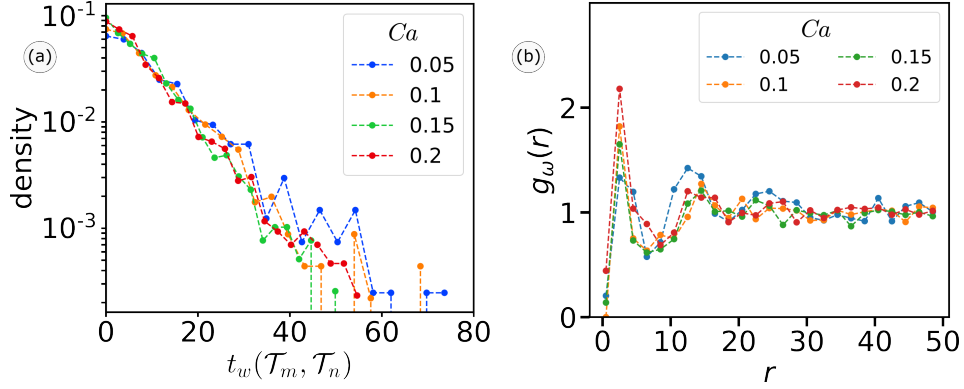 (a)
density
10⁻¹
10⁻²
10⁻³
Ca
0.05
0.1
0.15
0.2
0 20 40 60 80
t_w(𝒯_m, 𝒯_n)
(b)
g_ω(r)
2
1
0
Ca
0.05 0.15
0.1 0.2
0 10 20 30 40 50
r